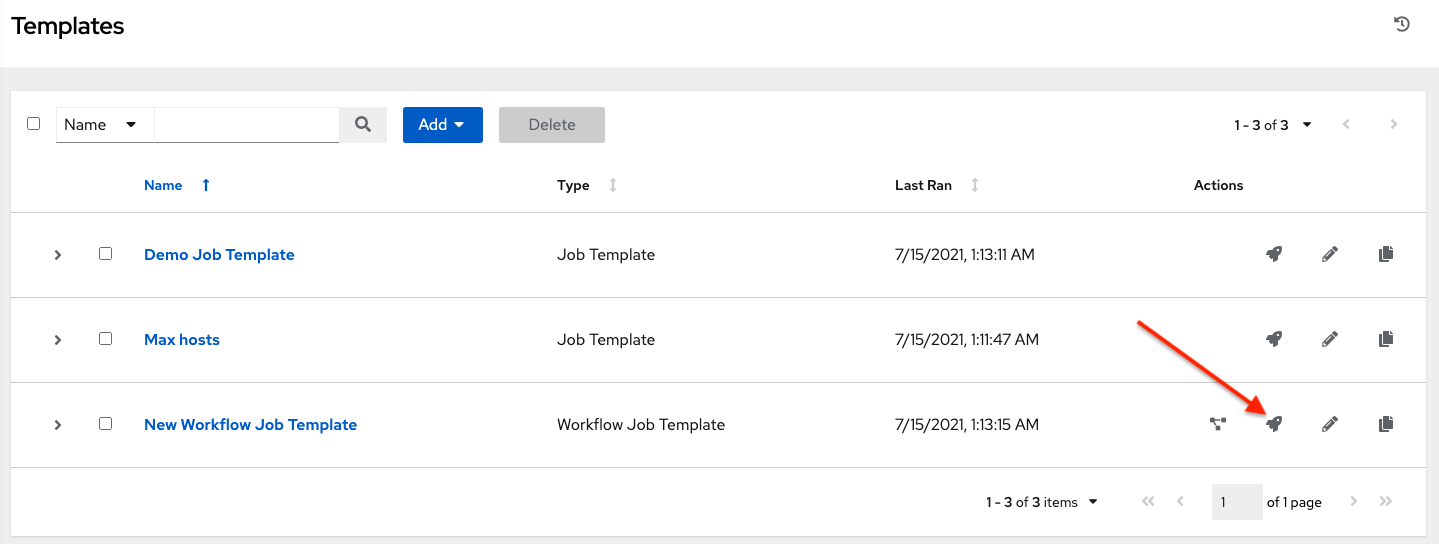 Templates
Name Add Delete 1 - 3 of 3
Name Type Last Ran Actions
Demo Job Template Job Template 7/15/2021, 1:13:11 AM
Max hosts Job Template 7/15/2021, 1:11:47 AM
New Workflow Job Template Workflow Job Template 7/15/2021, 1:13:15 AM
1 - 3 of 3 items 1 of 1 page